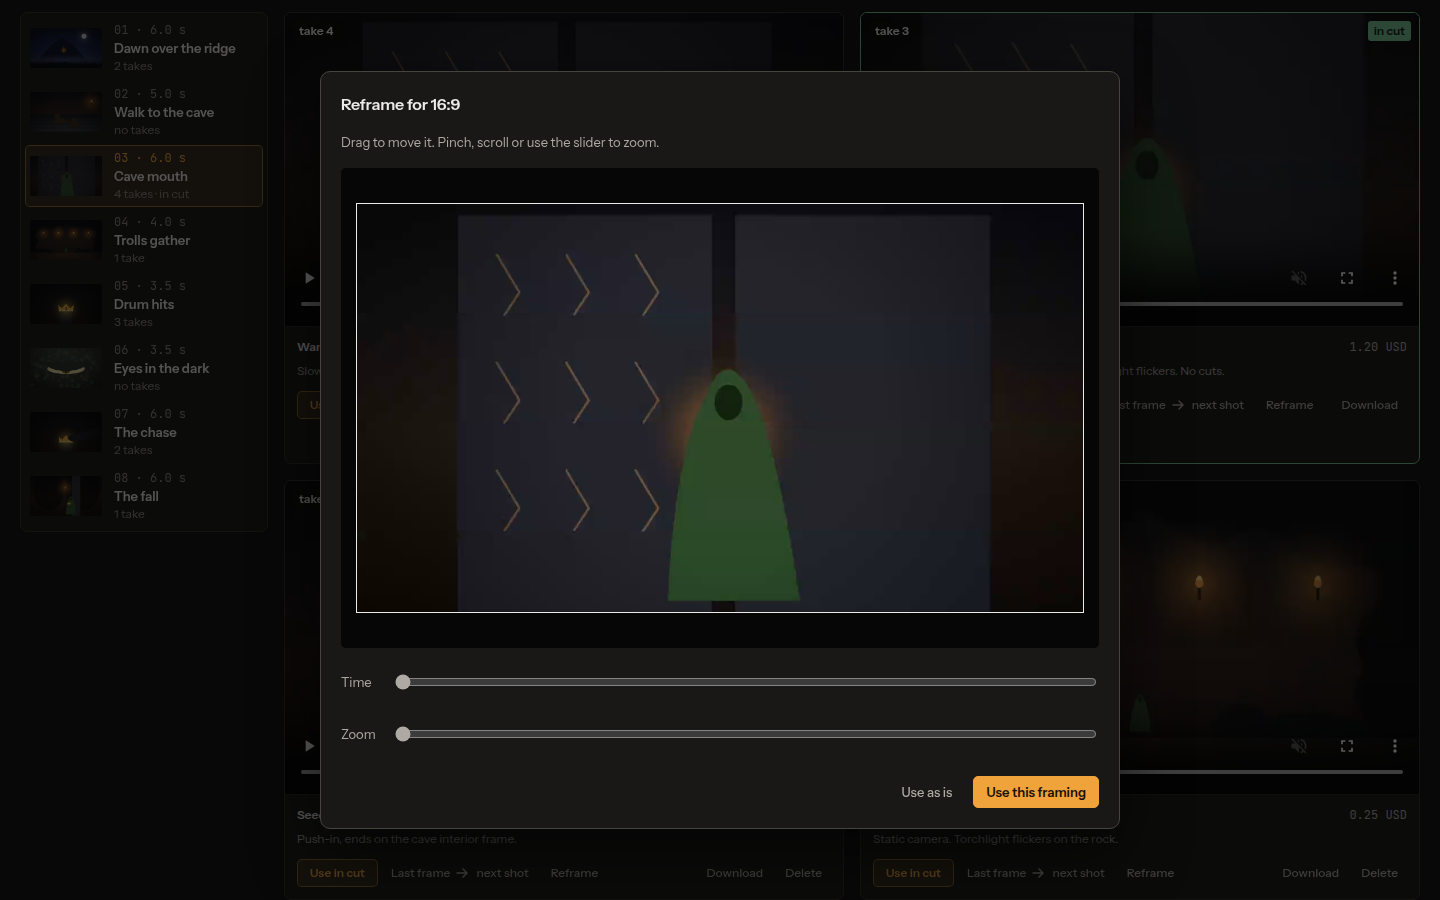 01 · 6.0 s
Dawn over the ridge
2 takes
02 · 5.0 s
Walk to the cave
no takes
03 · 6.0 s
Cave mouth
4 takes · in cut
04 · 4.0 s
Trolls gather
1 take
05 · 3.5 s
Drum hits
3 takes
06 · 3.5 s
Eyes in the dark
no takes
07 · 6.0 s
The chase
2 takes
08 · 6.0 s
The fall
1 take
take 4
take 3
in cut
Reframe for 16:9
Drag to move it. Pinch, scroll or use the slider to zoom.
Time
Zoom
Use as is
Use this framing
1.20 USD
flickers. No cuts.
frame → next shot Reframe Download
take
Push-in, ends on the cave interior frame.
Use in cut Last frame → next shot Reframe Download Delete
0.25 USD
Static camera. Torchlight flickers on the rock.
Use in cut Last frame → next shot Reframe Download Delete